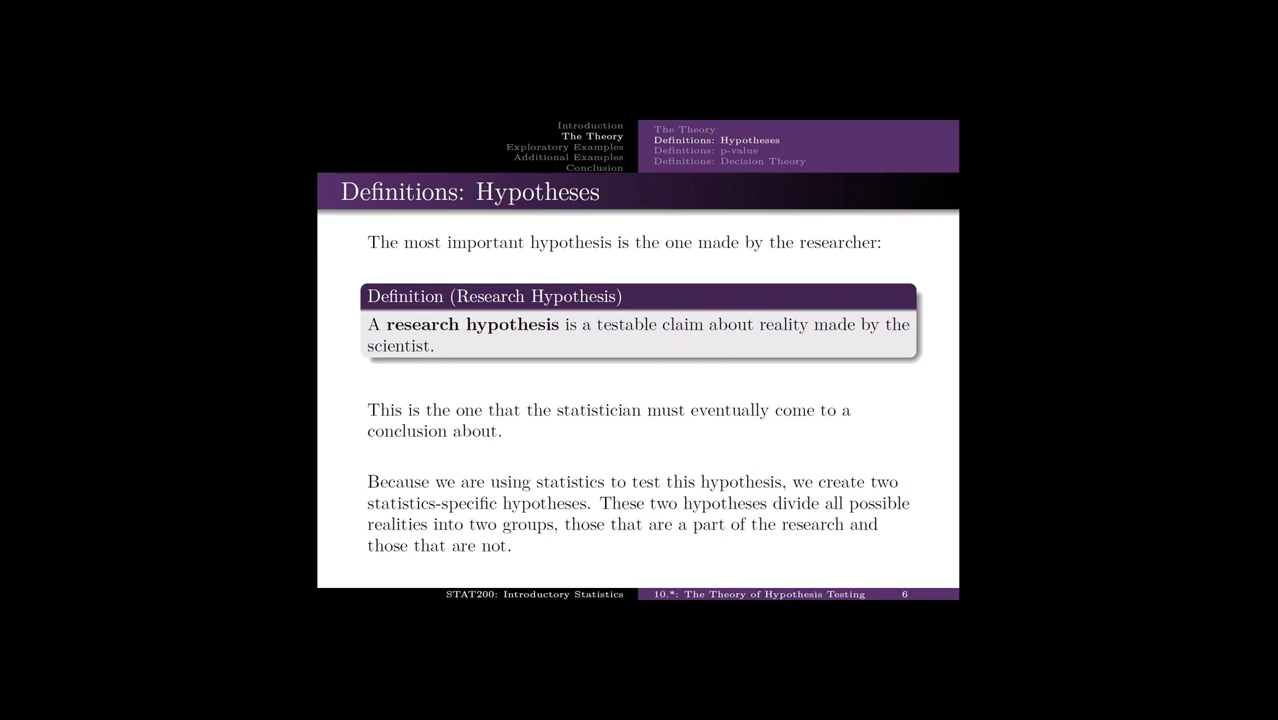 Introduction
The Theory
Exploratory Examples
Additional Examples
Conclusion
The Theory
Definitions: Hypotheses
Definitions: p-value
Definitions: Decision Theory
Definitions: Hypotheses
The most important hypothesis is the one made by the researcher:
Definition (Research Hypothesis)
A research hypothesis is a testable claim about reality made by the
scientist.
This is the one that the statistician must eventually come to a
conclusion about.
Because we are using statistics to test this hypothesis, we create two
statistics-specific hypotheses. These two hypotheses divide all possible
realities into two groups, those that are a part of the research and
those that are not.
STAT200: Introductory Statistics
10.*: The Theory of Hypothesis Testing 6